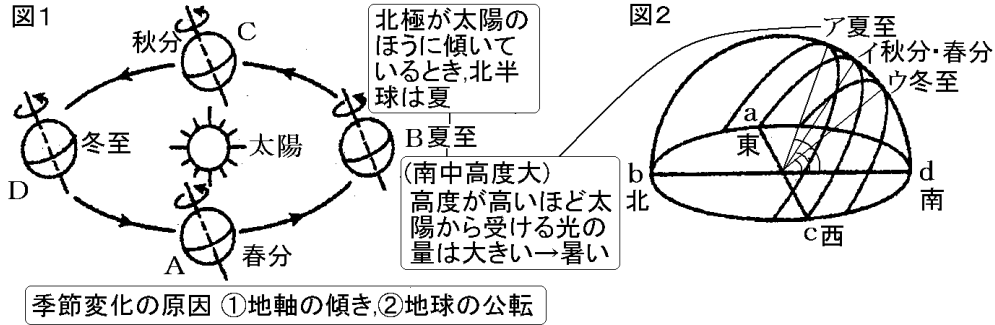 図1
秋分
C
北極が太陽の
ほうに傾いて
いるとき,北半
球は夏
冬至
D
太陽
B夏至
A
春分
(南中高度大)
高度が高いほど太
陽から受ける光の
量は大きい→暑い
季節変化の原因 ①地軸の傾き,②地球の公転
図2
ア夏至
イ秋分・春分
ウ冬至
a
東
b
北
d
南
c西